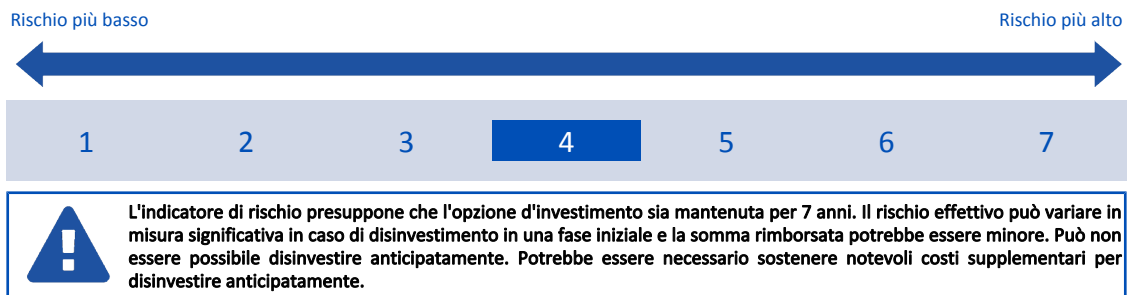 Rischio più basso Rischio più alto
1 2 3 4 5 6 7
L'indicatore di rischio presuppone che l'opzione d'investimento sia mantenuta per 7 anni. Il rischio effettivo può variare in
misura significativa in caso di disinvestimento in una fase iniziale e la somma rimborsata potrebbe essere minore. Può non
essere possibile disinvestire anticipatamente. Potrebbe essere necessario sostenere notevoli costi supplementari per
disinvestire anticipatamente.